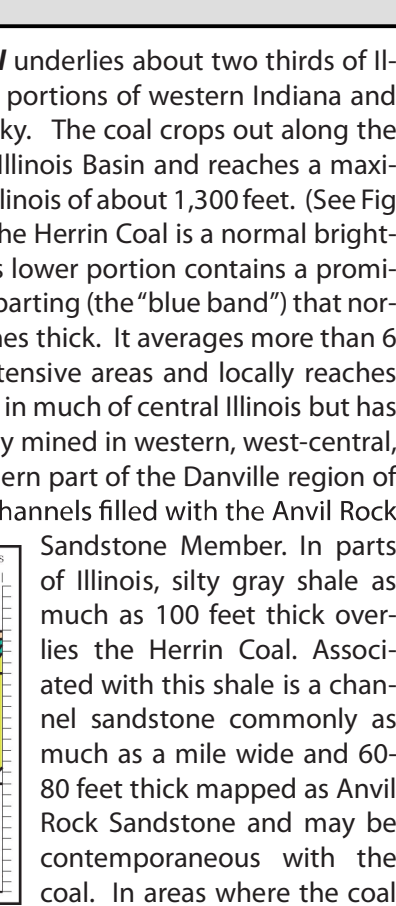 l underlies about two thirds of Il-
portions of western Indiana and
ky. The coal crops out along the
Illinois Basin and reaches a maxi-
linois of about 1,300 feet. (See Fig
he Herrin Coal is a normal bright-
s lower portion contains a promi-
parting (the “blue band”) that nor-
hes thick. It averages more than 6
tensive areas and locally reaches
in much of central Illinois but has
y mined in western, west-central,
ern part of the Danville region of
hannels filled with the Anvil Rock
Sandstone Member. In parts
of Illinois, silty gray shale as
much as 100 feet thick over-
lies the Herrin Coal. Associ-
ated with this shale is a chan-
nel sandstone commonly as
much as a mile wide and 60-
80 feet thick mapped as Anvil
Rock Sandstone and may be
contemporaneous with the
coal. In areas where the coal